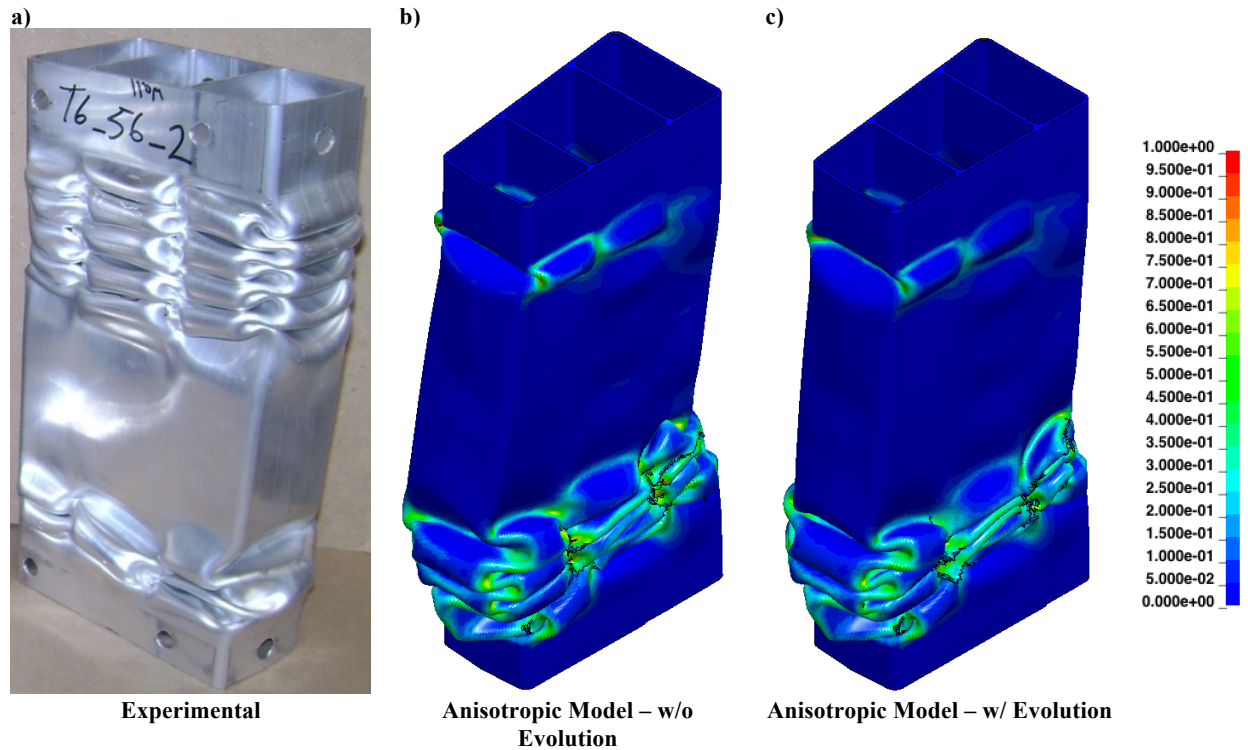 a)
b)
c)
118M
T6_56_2
1.000e+00
9.500e-01
9.000e-01
8.500e-01
8.000e-01
7.500e-01
7.000e-01
6.500e-01
6.000e-01
5.500e-01
5.000e-01
4.500e-01
4.000e-01
3.500e-01
3.000e-01
2.500e-01
2.000e-01
1.500e-01
1.000e-01
5.000e-02
0.000e+00
Experimental
Anisotropic Model – w/o
Evolution
Anisotropic Model – w/ Evolution